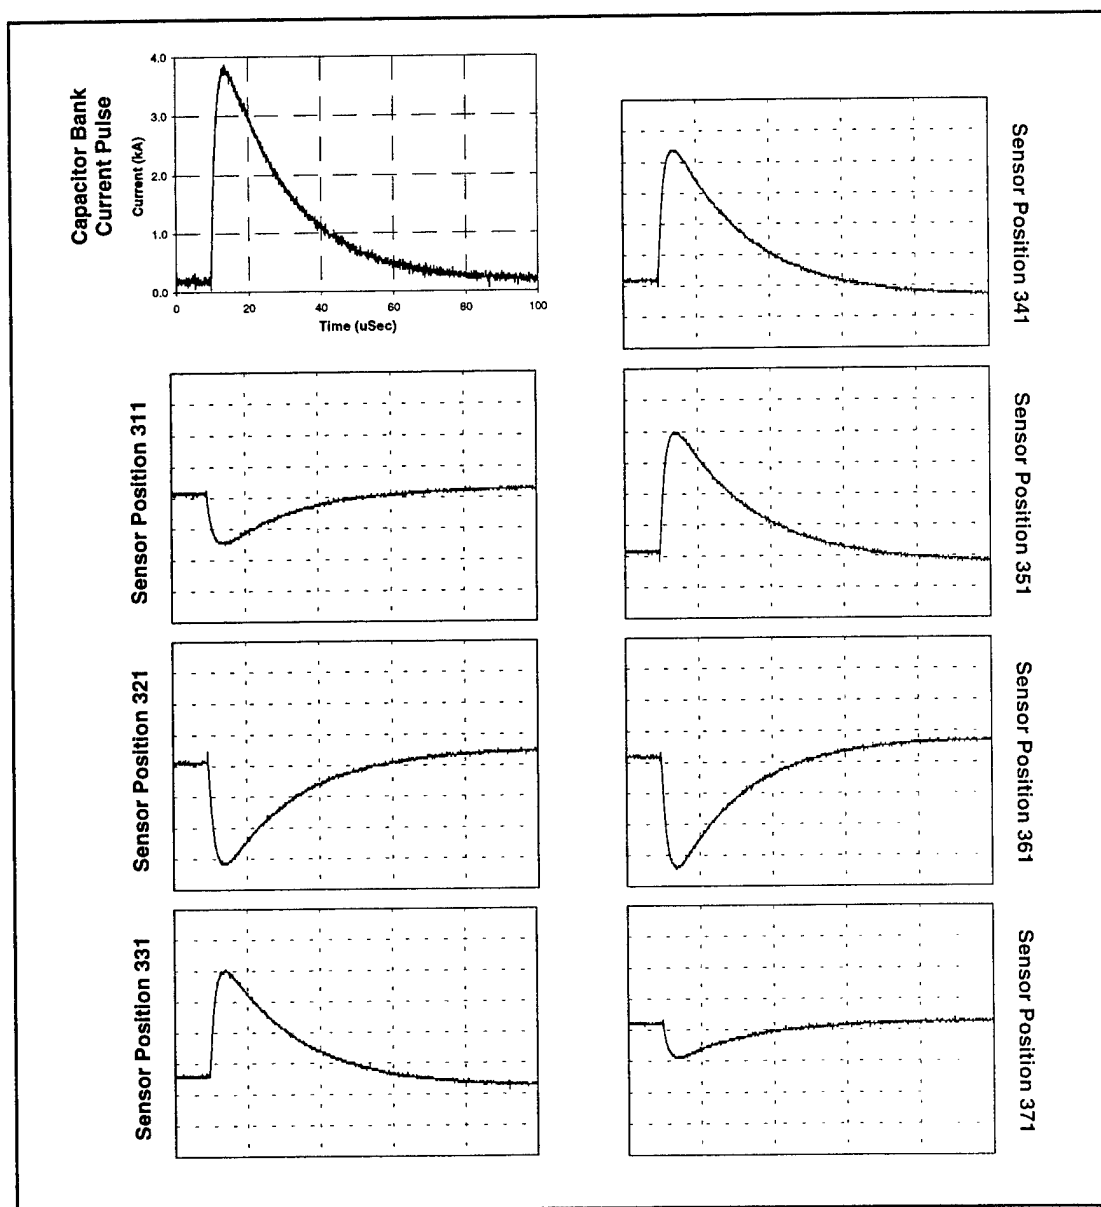 Capacitor Bank
Current Pulse
Current (kA)
4.0
3.0
2.0
1.0
0.0
0
20
40
60
80
100
Time (uSec)
Sensor Position 311
Sensor Position 321
Sensor Position 331
Sensor Position 341
Sensor Position 351
Sensor Position 361
Sensor Position 371